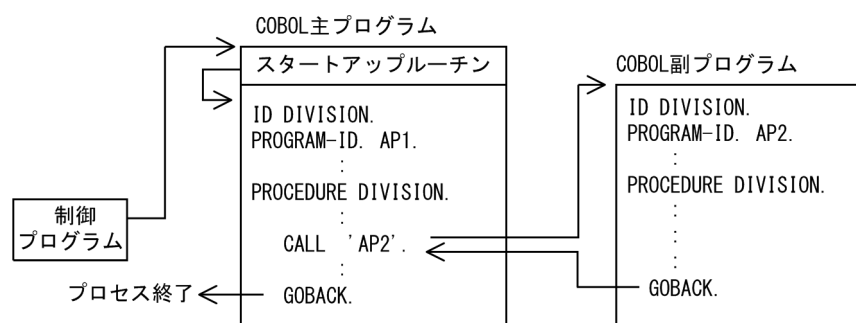 COBOL主プログラム
スタートアップルーチン
ID DIVISION.
PROGRAM-ID. AP1.
:
PROCEDURE DIVISION.
:
CALL 'AP2'.
:
GOBACK.
制御
プログラム
プロセス終了
COBOL副プログラム
ID DIVISION.
PROGRAM-ID. AP2.
:
PROCEDURE DIVISION.
:
:
:
GOBACK.